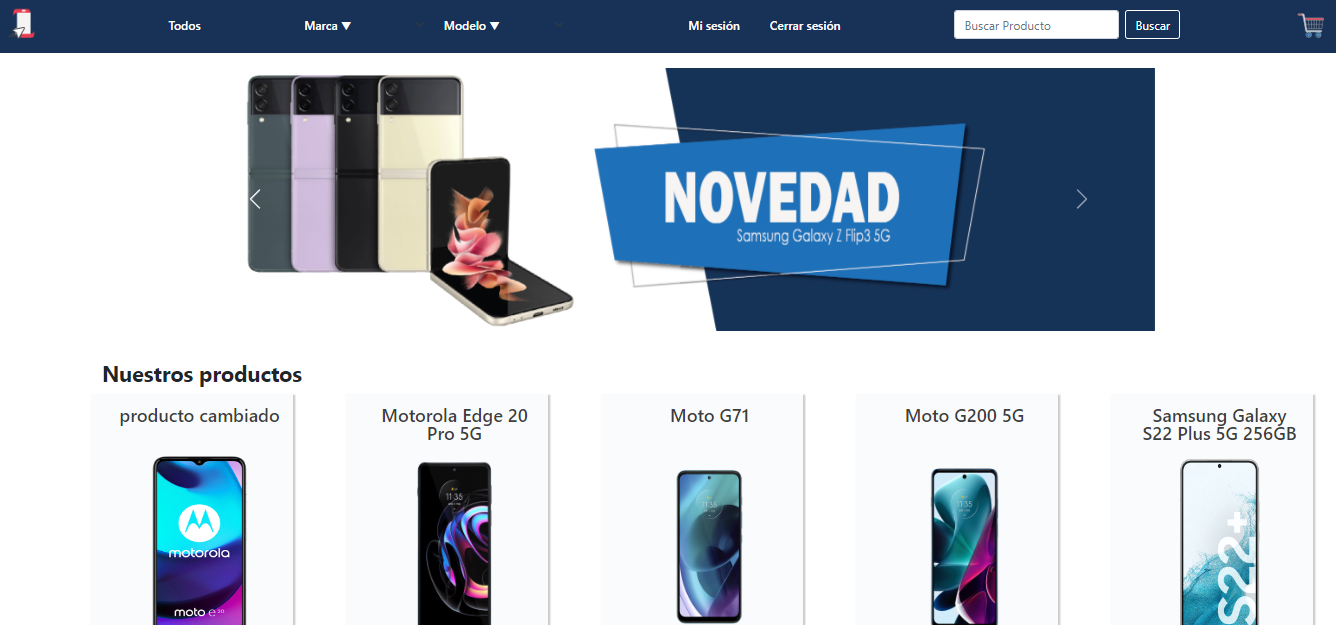 Todos
Marca ▼
Modelo ▼
Mi sesión
Cerrar sesión
Buscar Producto
Buscar
NOVEDAD
Samsung Galaxy Z Flip3 5G
Nuestros productos
producto cambiado
Motorola Edge 20
Pro 5G
Moto G71
Moto G200 5G
Samsung Galaxy
S22 Plus 5G 256GB
motorola
moto e20
11:35
11:35
11:35
S22+